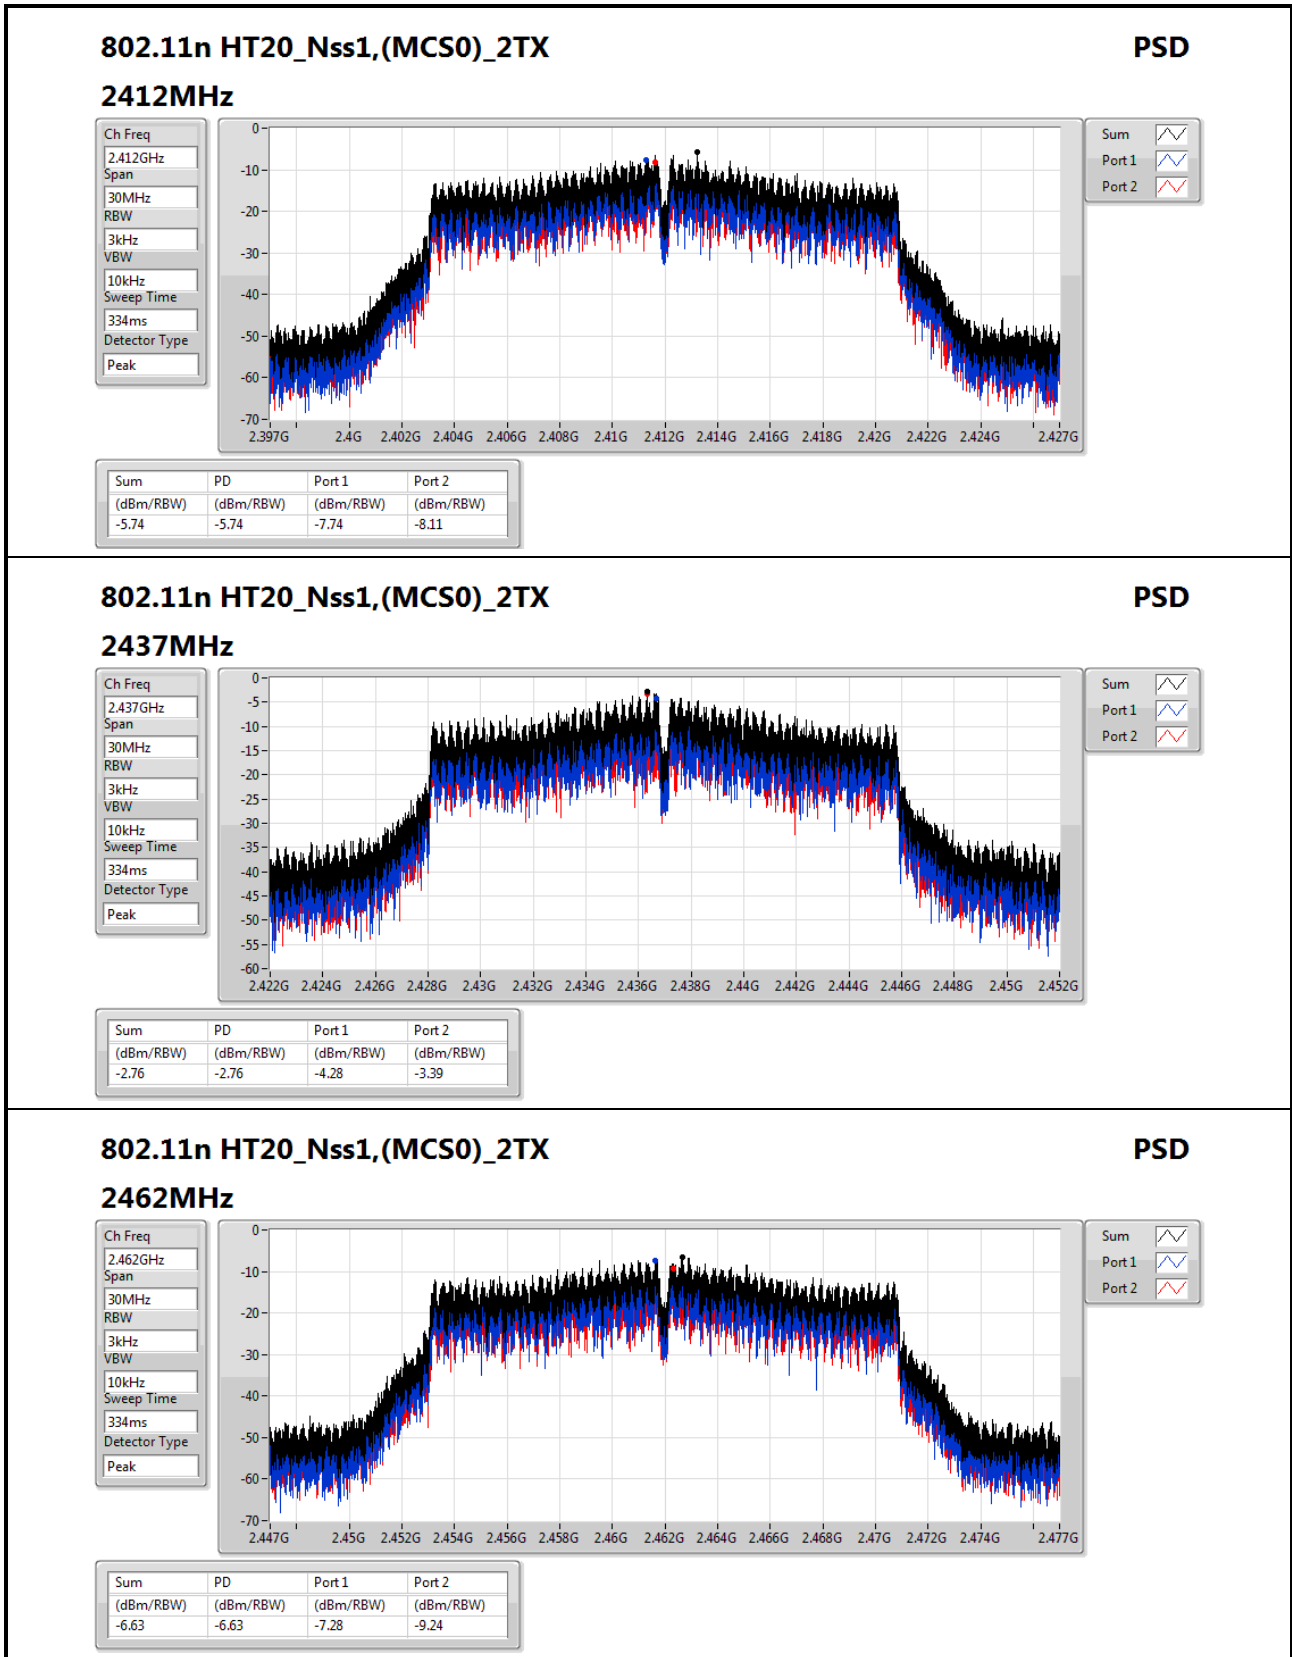 802.11n HT20_Nss1,(MCS0)_2TX PSD
2412MHz
Ch Freq
2.412GHz
Span
30MHz
RBW
3kHz
VBW
10kHz
Sweep Time
334ms
Detector Type
Peak
0
-10
-20
-30
-40
-50
-60
-70
2.397G 2.4G 2.402G 2.404G 2.406G 2.408G 2.41G 2.412G 2.414G 2.416G 2.418G 2.42G 2.422G 2.424G 2.427G
Sum
Port 1
Port 2
Sum PD Port 1 Port 2
(dBm/RBW) (dBm/RBW) (dBm/RBW) (dBm/RBW)
-5.74 -5.74 -7.74 -8.11
802.11n HT20_Nss1,(MCS0)_2TX PSD
2437MHz
Ch Freq
2.437GHz
Span
30MHz
RBW
3kHz
VBW
10kHz
Sweep Time
334ms
Detector Type
Peak
0
-5
-10
-15
-20
-25
-30
-35
-40
-45
-50
-55
-60
2.422G 2.424G 2.426G 2.428G 2.43G 2.432G 2.434G 2.436G 2.438G 2.44G 2.442G 2.444G 2.446G 2.448G 2.45G 2.452G
Sum
Port 1
Port 2
Sum PD Port 1 Port 2
(dBm/RBW) (dBm/RBW) (dBm/RBW) (dBm/RBW)
-2.76 -2.76 -4.28 -3.39
802.11n HT20_Nss1,(MCS0)_2TX PSD
2462MHz
Ch Freq
2.462GHz
Span
30MHz
RBW
3kHz
VBW
10kHz
Sweep Time
334ms
Detector Type
Peak
0
-10
-20
-30
-40
-50
-60
-70
2.447G 2.45G 2.452G 2.454G 2.456G 2.458G 2.46G 2.462G 2.464G 2.466G 2.468G 2.47G 2.472G 2.474G 2.477G
Sum
Port 1
Port 2
Sum PD Port 1 Port 2
(dBm/RBW) (dBm/RBW) (dBm/RBW) (dBm/RBW)
-6.63 -6.63 -7.28 -9.24